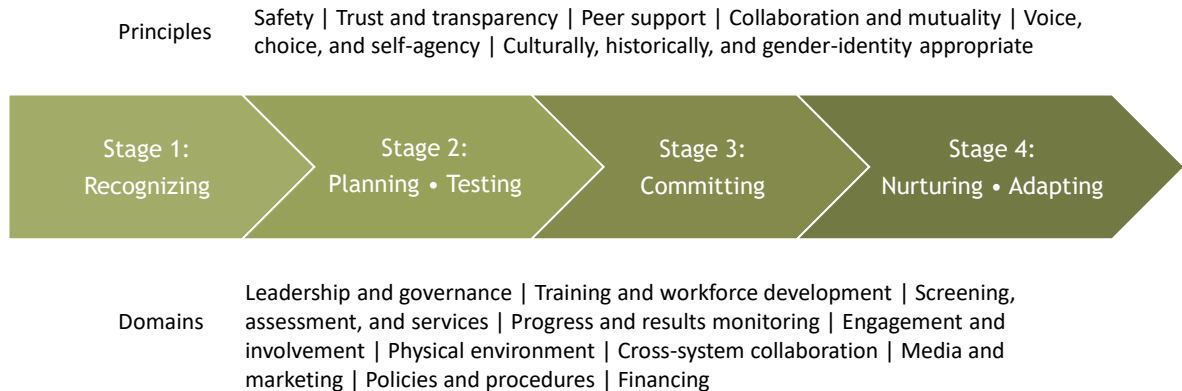 Principles
Safety | Trust and transparency | Peer support | Collaboration and mutuality | Voice,
choice, and self-agency | Culturally, historically, and gender-identity appropriate
Stage 1:
Recognizing
Stage 2:
Planning • Testing
Stage 3:
Committing
Stage 4:
Nurturing • Adapting
Domains
Leadership and governance | Training and workforce development | Screening,
assessment, and services | Progress and results monitoring | Engagement and
involvement | Physical environment | Cross-system collaboration | Media and
marketing | Policies and procedures | Financing